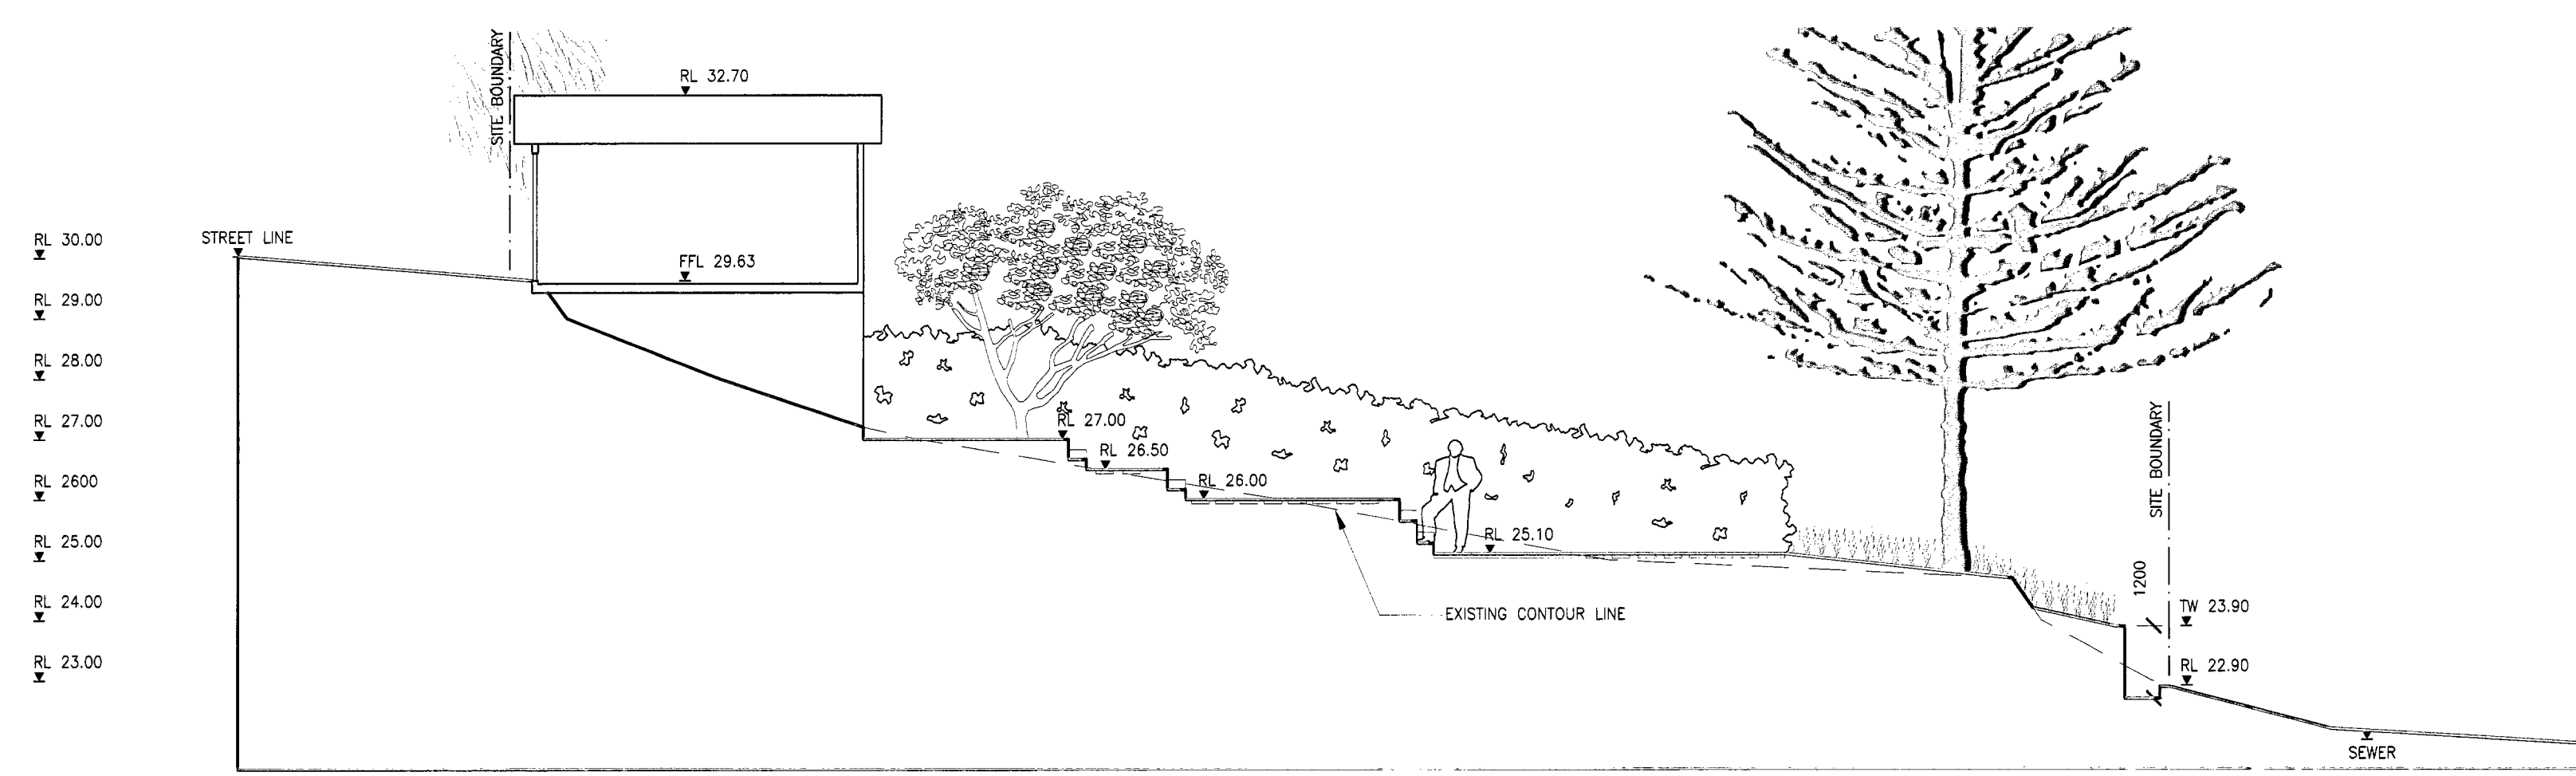 SITE BOUNDARY
RL 32.70
RL 30.00
STREET LINE
FFL 29.63
RL 29.00
RL 28.00
RL 27.00
RL 27.00
RL 26.50
RL 2600
RL 26.00
SITE BOUNDARY
RL 25.00
RL 25.10
1200
RL 24.00
EXISTING CONTOUR LINE
TW 23.90
RL 23.00
RL 22.90
SEWER